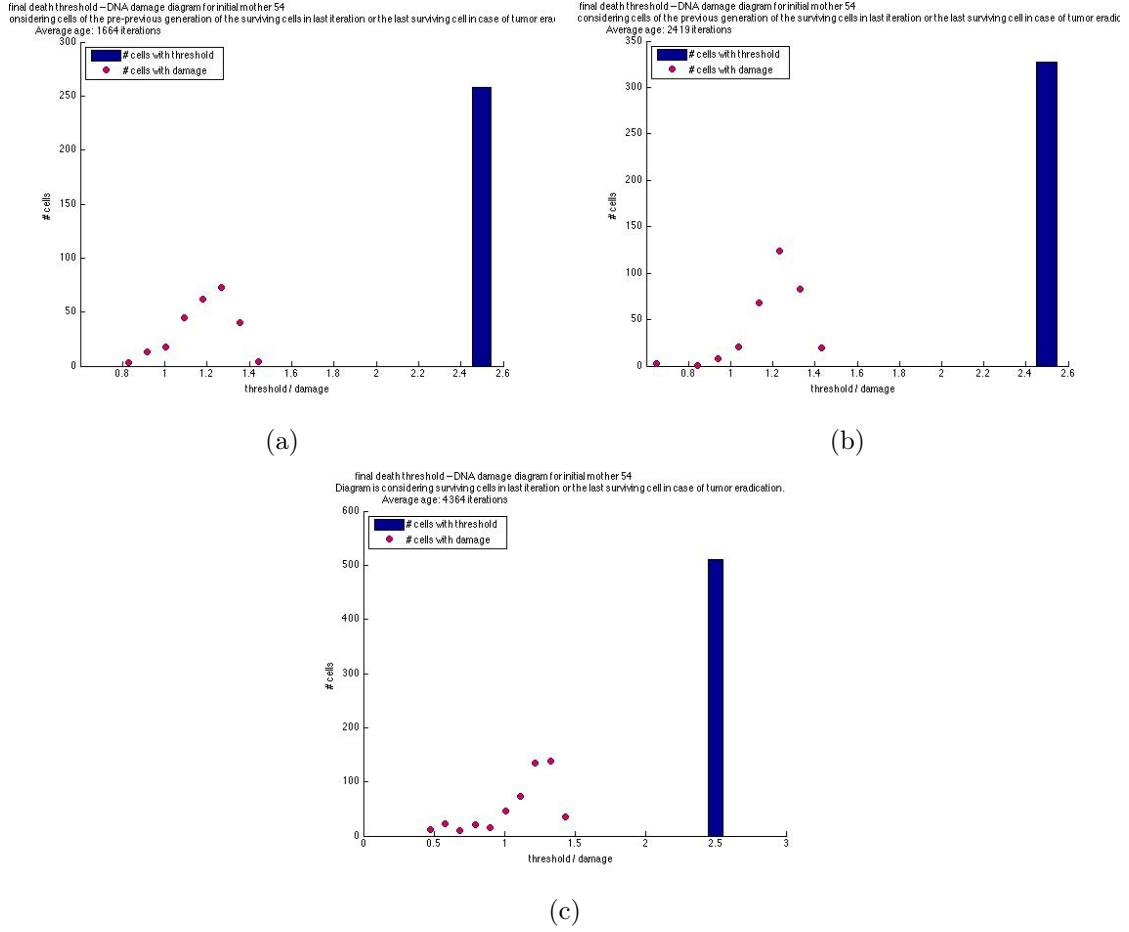 final death threshold – DNA damage diagram for initial mother 54
onsidering cells of the pre-previous generation of the surviving cells in last iteration or the last surviving cell in case of tumor era
Average age: 1664 iterations
300
250
200
150
100
50
0
# cells
# cells with threshold
# cells with damage
0.8 1 1.2 1.4 1.6 1.8 2 2.2 2.4 2.6
threshold / damage
(a)
final death threshold – DNA damage diagram for initial mother 54
considering cells of the previous generation of the surviving cells in last iteration or the last surviving cell in case of tumor eradic
Average age: 2419 iterations
350
300
250
200
150
100
50
0
# cells
# cells with threshold
# cells with damage
0.8 1 1.2 1.4 1.6 1.8 2 2.2 2.4 2.6
threshold / damage
(b)
final death threshold – DNA damage diagram for initial mother 54
Diagram is considering surviving cells in last iteration or the last surviving cell in case of tumor eradication.
Average age: 4364 iterations
600
500
400
300
200
100
0
# cells
# cells with threshold
# cells with damage
0 0.5 1 1.5 2 2.5 3
threshold / damage
(c)